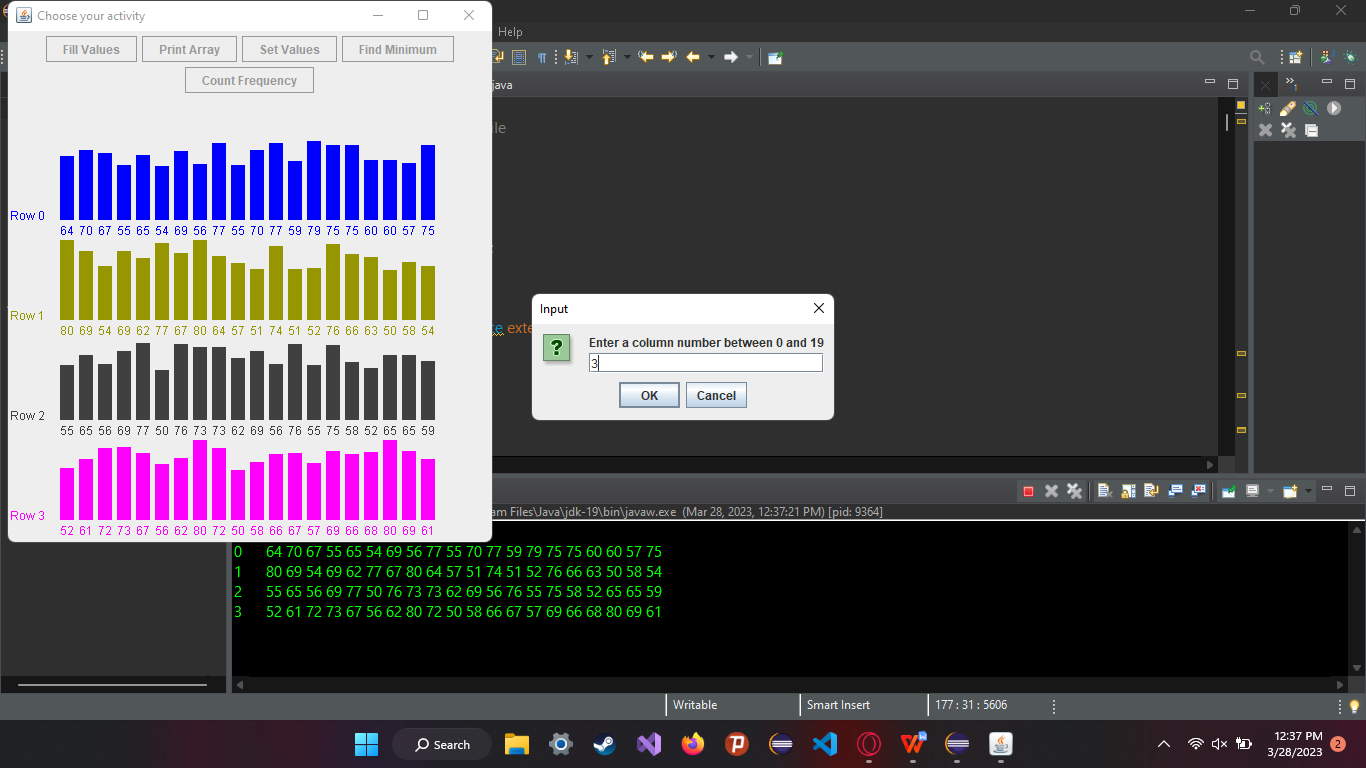 Choose your activity
Help
Fill Values Print Array Set Values Find Minimum
Count Frequency
java
Row 0
64 70 67 55 65 54 69 56 77 55 70 77 59 79 75 75 60 60 57 75
Row 1
80 69 54 69 62 77 67 80 64 57 51 74 51 52 76 66 63 50 58 54
Row 2
55 65 56 69 77 50 76 73 73 62 69 56 76 55 75 58 52 65 65 59
Row 3
52 61 72 73 67 56 62 80 72 50 58 66 67 57 69 66 68 80 69 61
Input
Enter a column number between 0 and 19
3
OK Cancel
exte
am Files\Java\jdk-19\bin\javaw.exe (Mar 28, 2023, 12:37:21 PM) [pid: 9364]
0 64 70 67 55 65 54 69 56 77 55 70 77 59 79 75 75 60 60 57 75
1 80 69 54 69 62 77 67 80 64 57 51 74 51 52 76 66 63 50 58 54
2 55 65 56 69 77 50 76 73 73 62 69 56 76 55 75 58 52 65 65 59
3 52 61 72 73 67 56 62 80 72 50 58 66 67 57 69 66 68 80 69 61
Writable Smart Insert 177 : 31 : 5606
Search
12:37 PM
3/28/2023
2